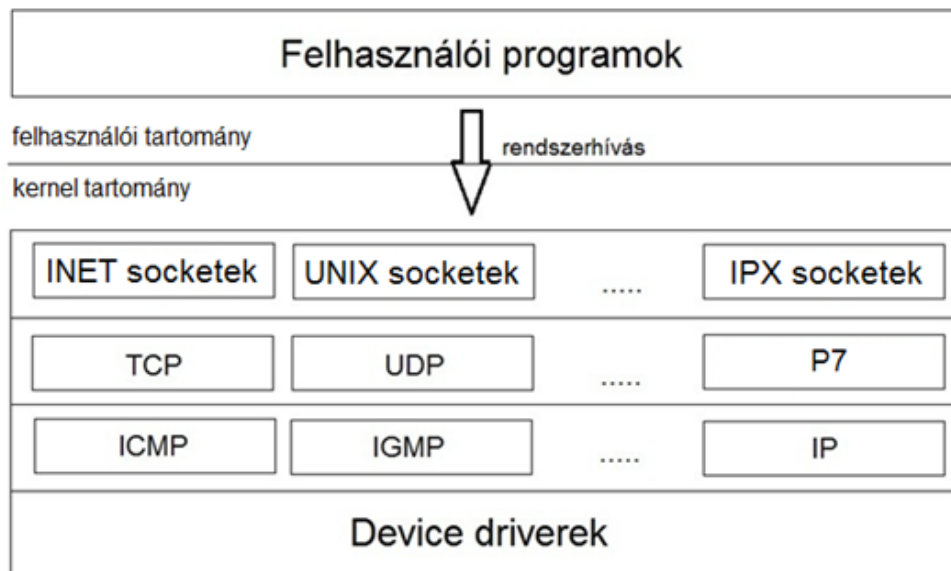 Felhasználói programok
felhasználói tartomány
rendszerhívás
kernel tartomány
INET socketek UNIX socketek ..... IPX socketek
TCP UDP ..... P7
ICMP IGMP ..... IP
Device driverek